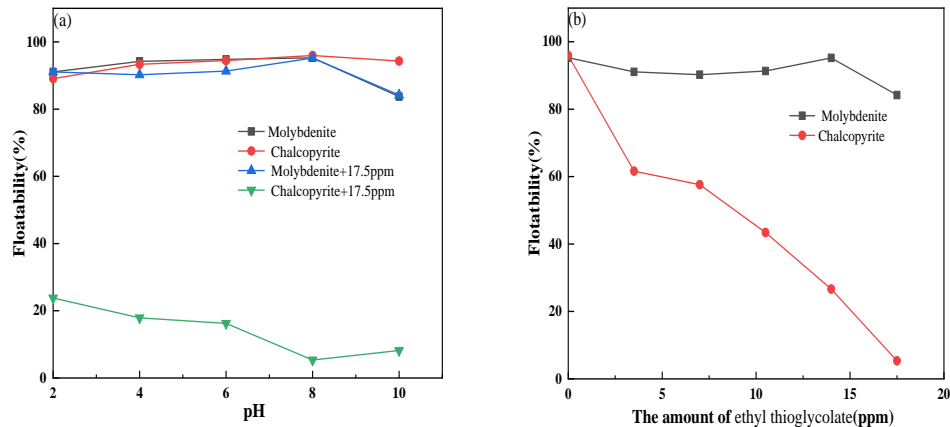 (a)
100
80
60
40
20
0
Floatability(%)
Molybdenite
Chalcopyrite
Molybdenite+17.5ppm
Chalcopyrite+17.5ppm
2
4
6
8
10
pH
(b)
100
80
60
40
20
0
Flotatbility(%)
Molybdenite
Chalcopyrite
0
5
10
15
20
The amount of ethyl thioglycolate(ppm)